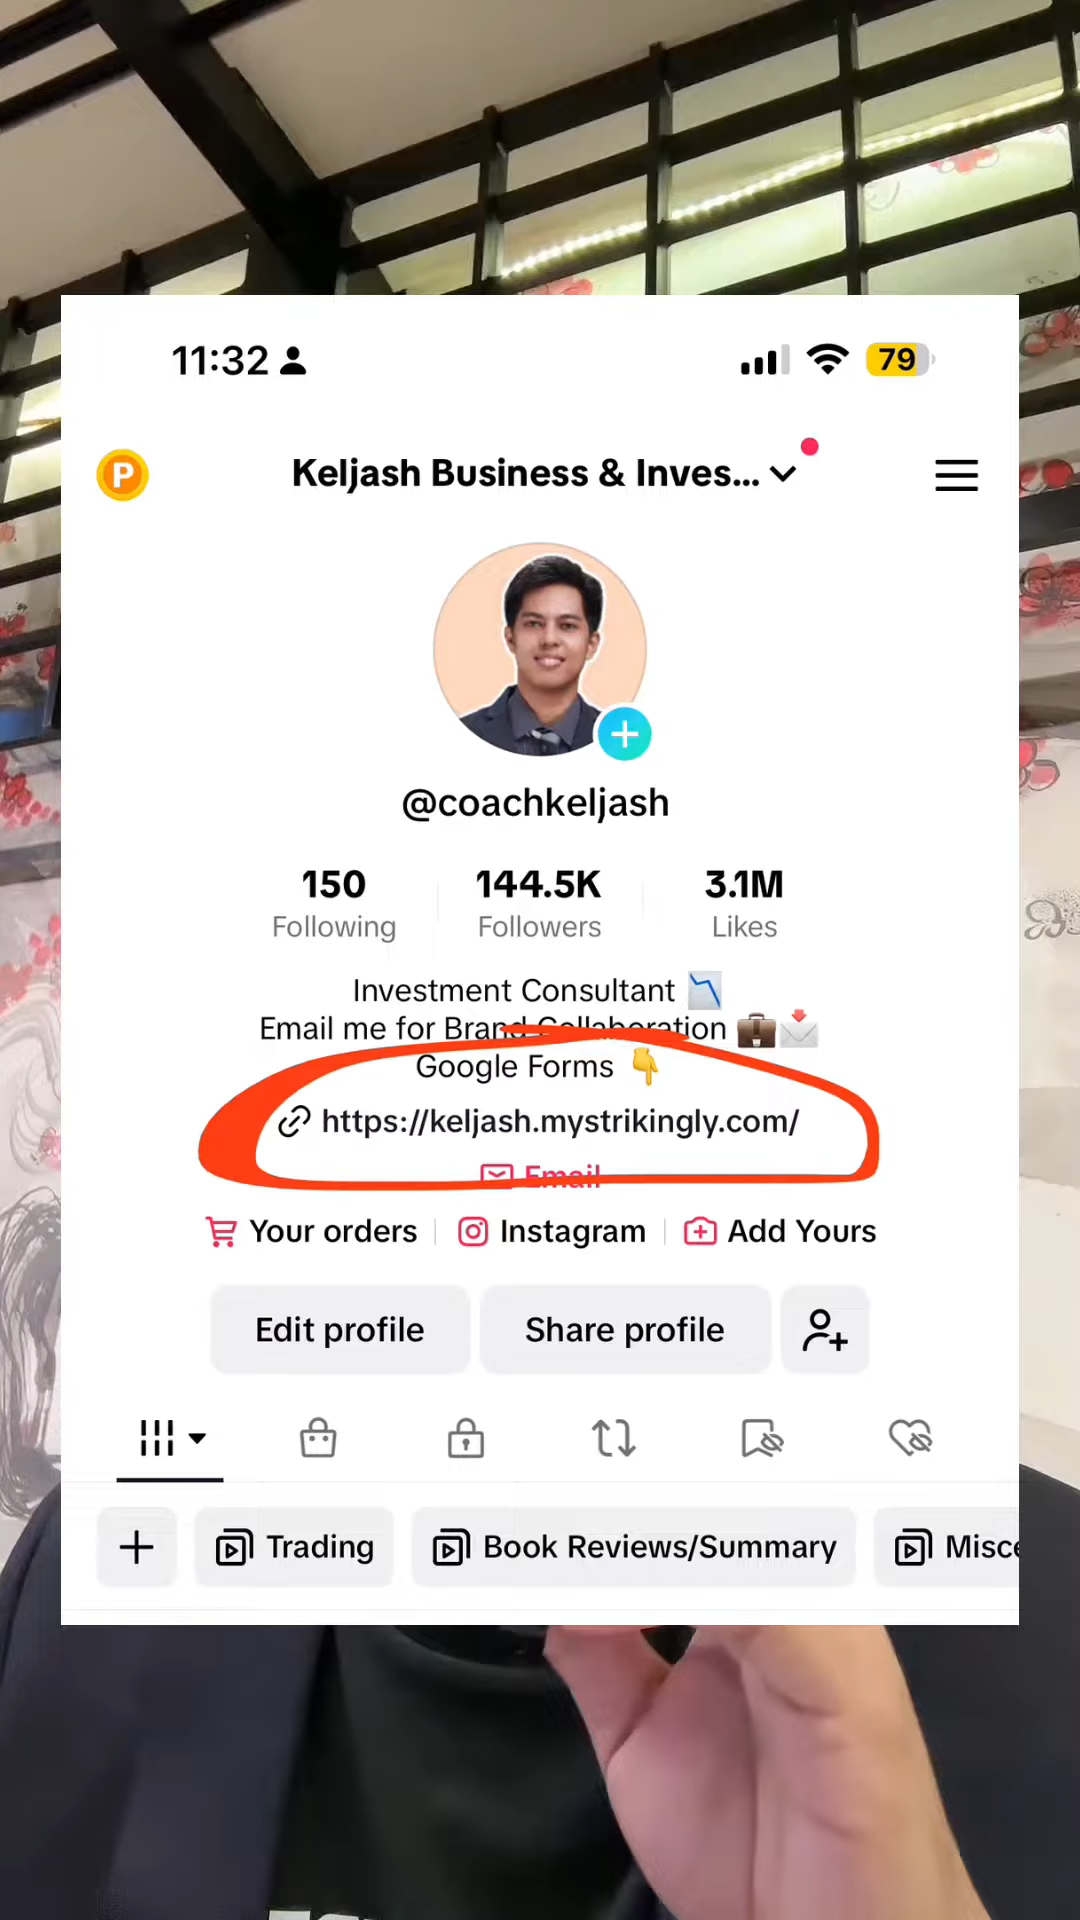 11:32
79
P
Keljash Business & Inves...
@coachkeljash
150
Following
144.5K
Followers
3.1M
Likes
Investment Consultant 📉
Email me for Brand Collaboration 💼📩
Google Forms 👇
https://keljash.mystrikingly.com/
Email
Your orders
Instagram
Add Yours
Edit profile
Share profile
Trading
Book Reviews/Summary
Misce